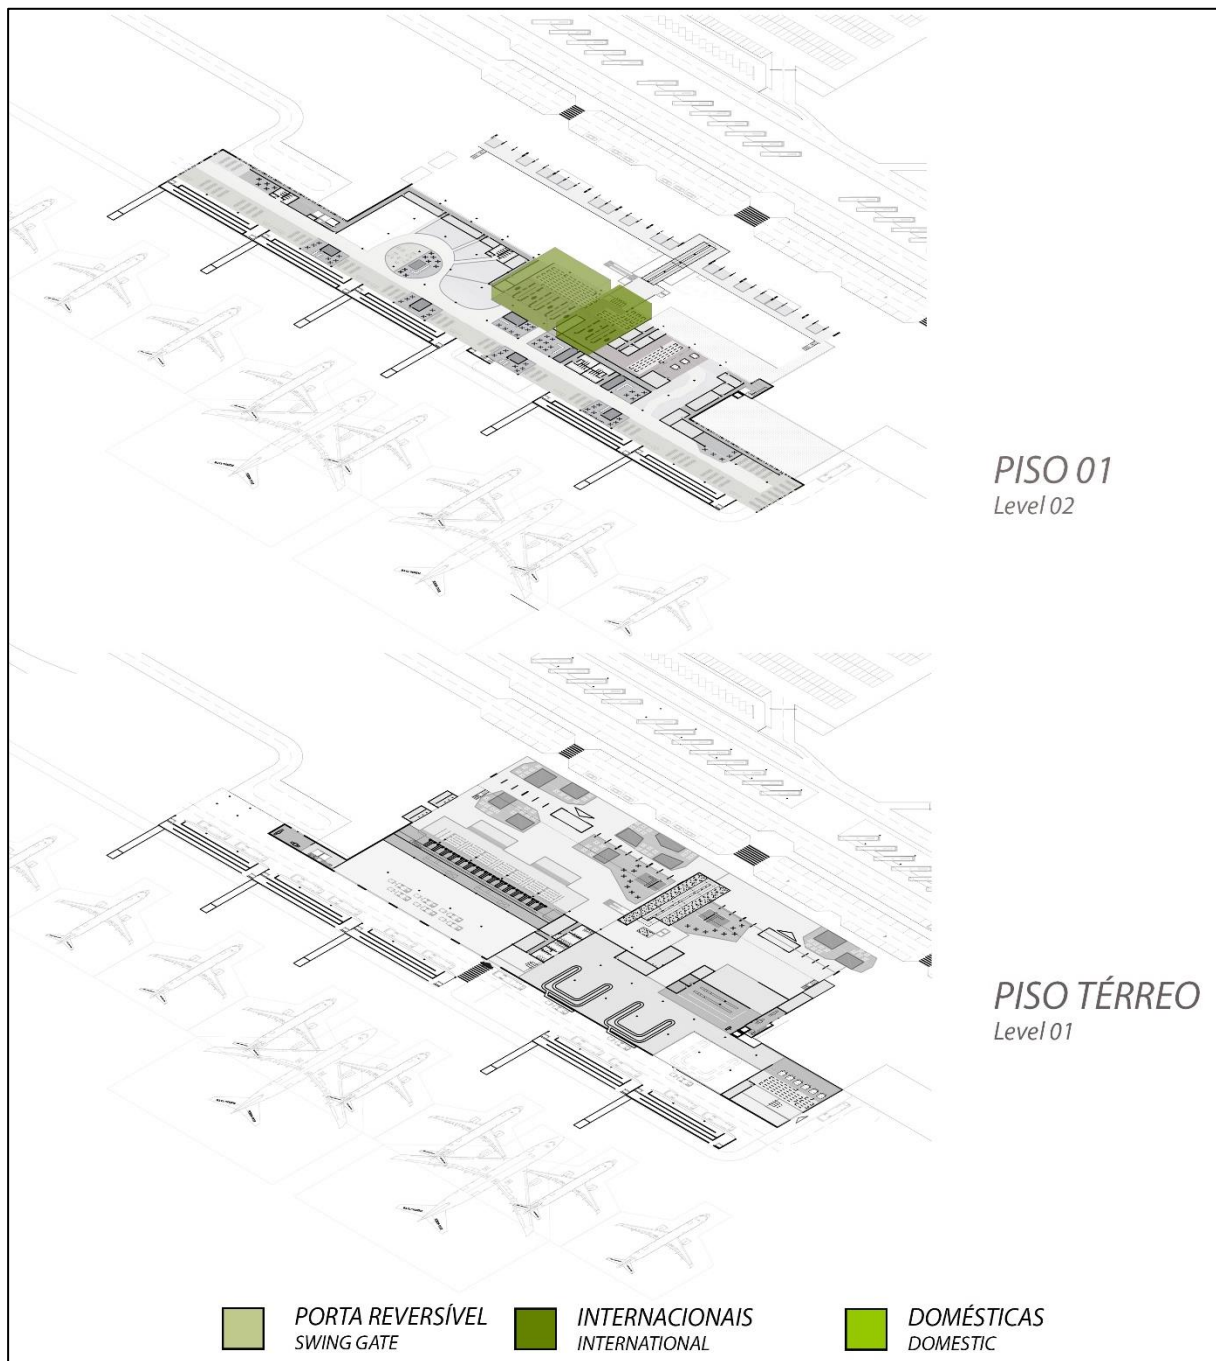 PISO 01
Level 02
PISO TÉRREO
Level 01
PORTA REVERSÍVEL
SWING GATE
INTERNACIONAIS
INTERNATIONAL
DOMÉSTICAS
DOMESTIC